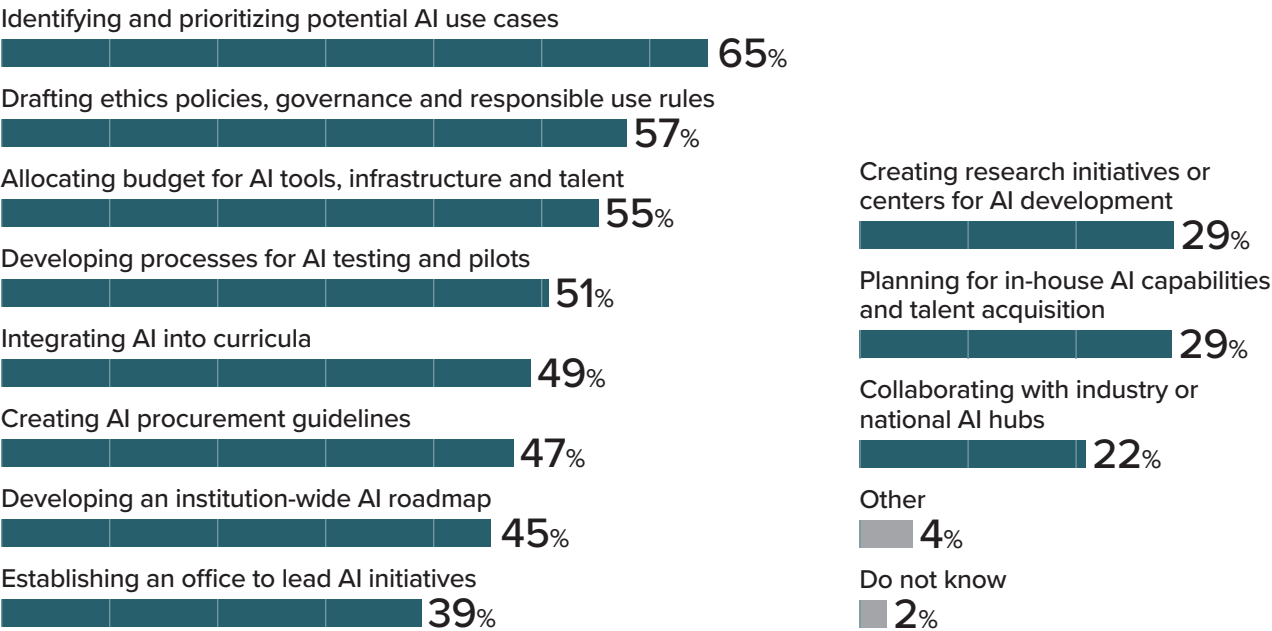 Identifying and prioritizing potential AI use cases
65%
Drafting ethics policies, governance and responsible use rules
57%
Allocating budget for AI tools, infrastructure and talent
55%
Developing processes for AI testing and pilots
51%
Integrating AI into curricula
49%
Creating AI procurement guidelines
47%
Developing an institution-wide AI roadmap
45%
Establishing an office to lead AI initiatives
39%
Creating research initiatives or
centers for AI development
29%
Planning for in-house AI capabilities
and talent acquisition
29%
Collaborating with industry or
national AI hubs
22%
Other
4%
Do not know
2%